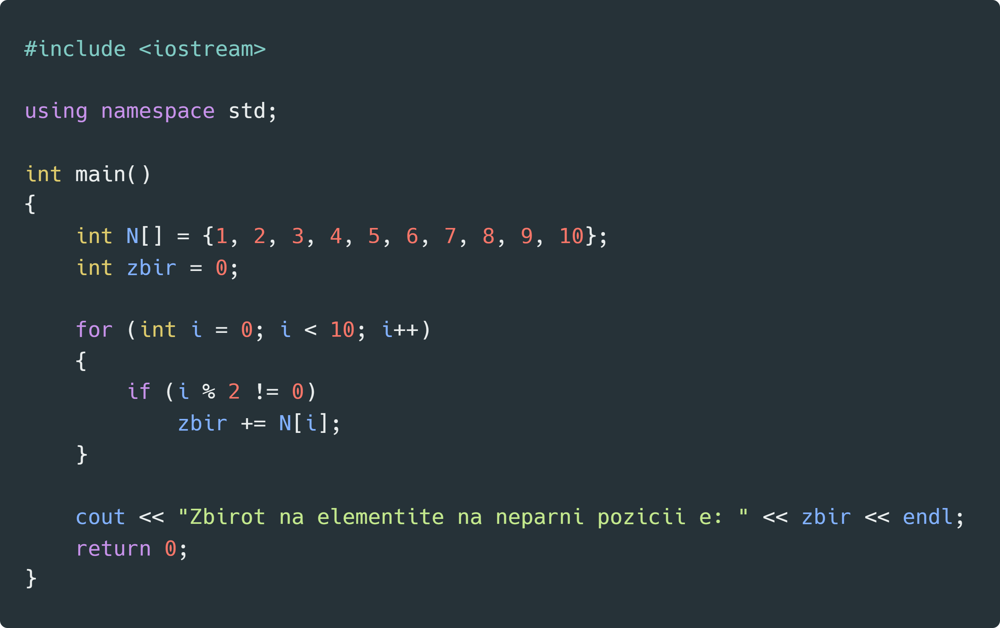 #include <iostream>
using namespace std;
int main()
{
    int N[] = {1, 2, 3, 4, 5, 6, 7, 8, 9, 10};
    int zbir = 0;
    for (int i = 0; i < 10; i++)
    {
        if (i % 2 != 0)
            zbir += N[i];
    }
    cout << "Zbirot na elementite na neparni pozicii e: " << zbir << endl;
    return 0;
}